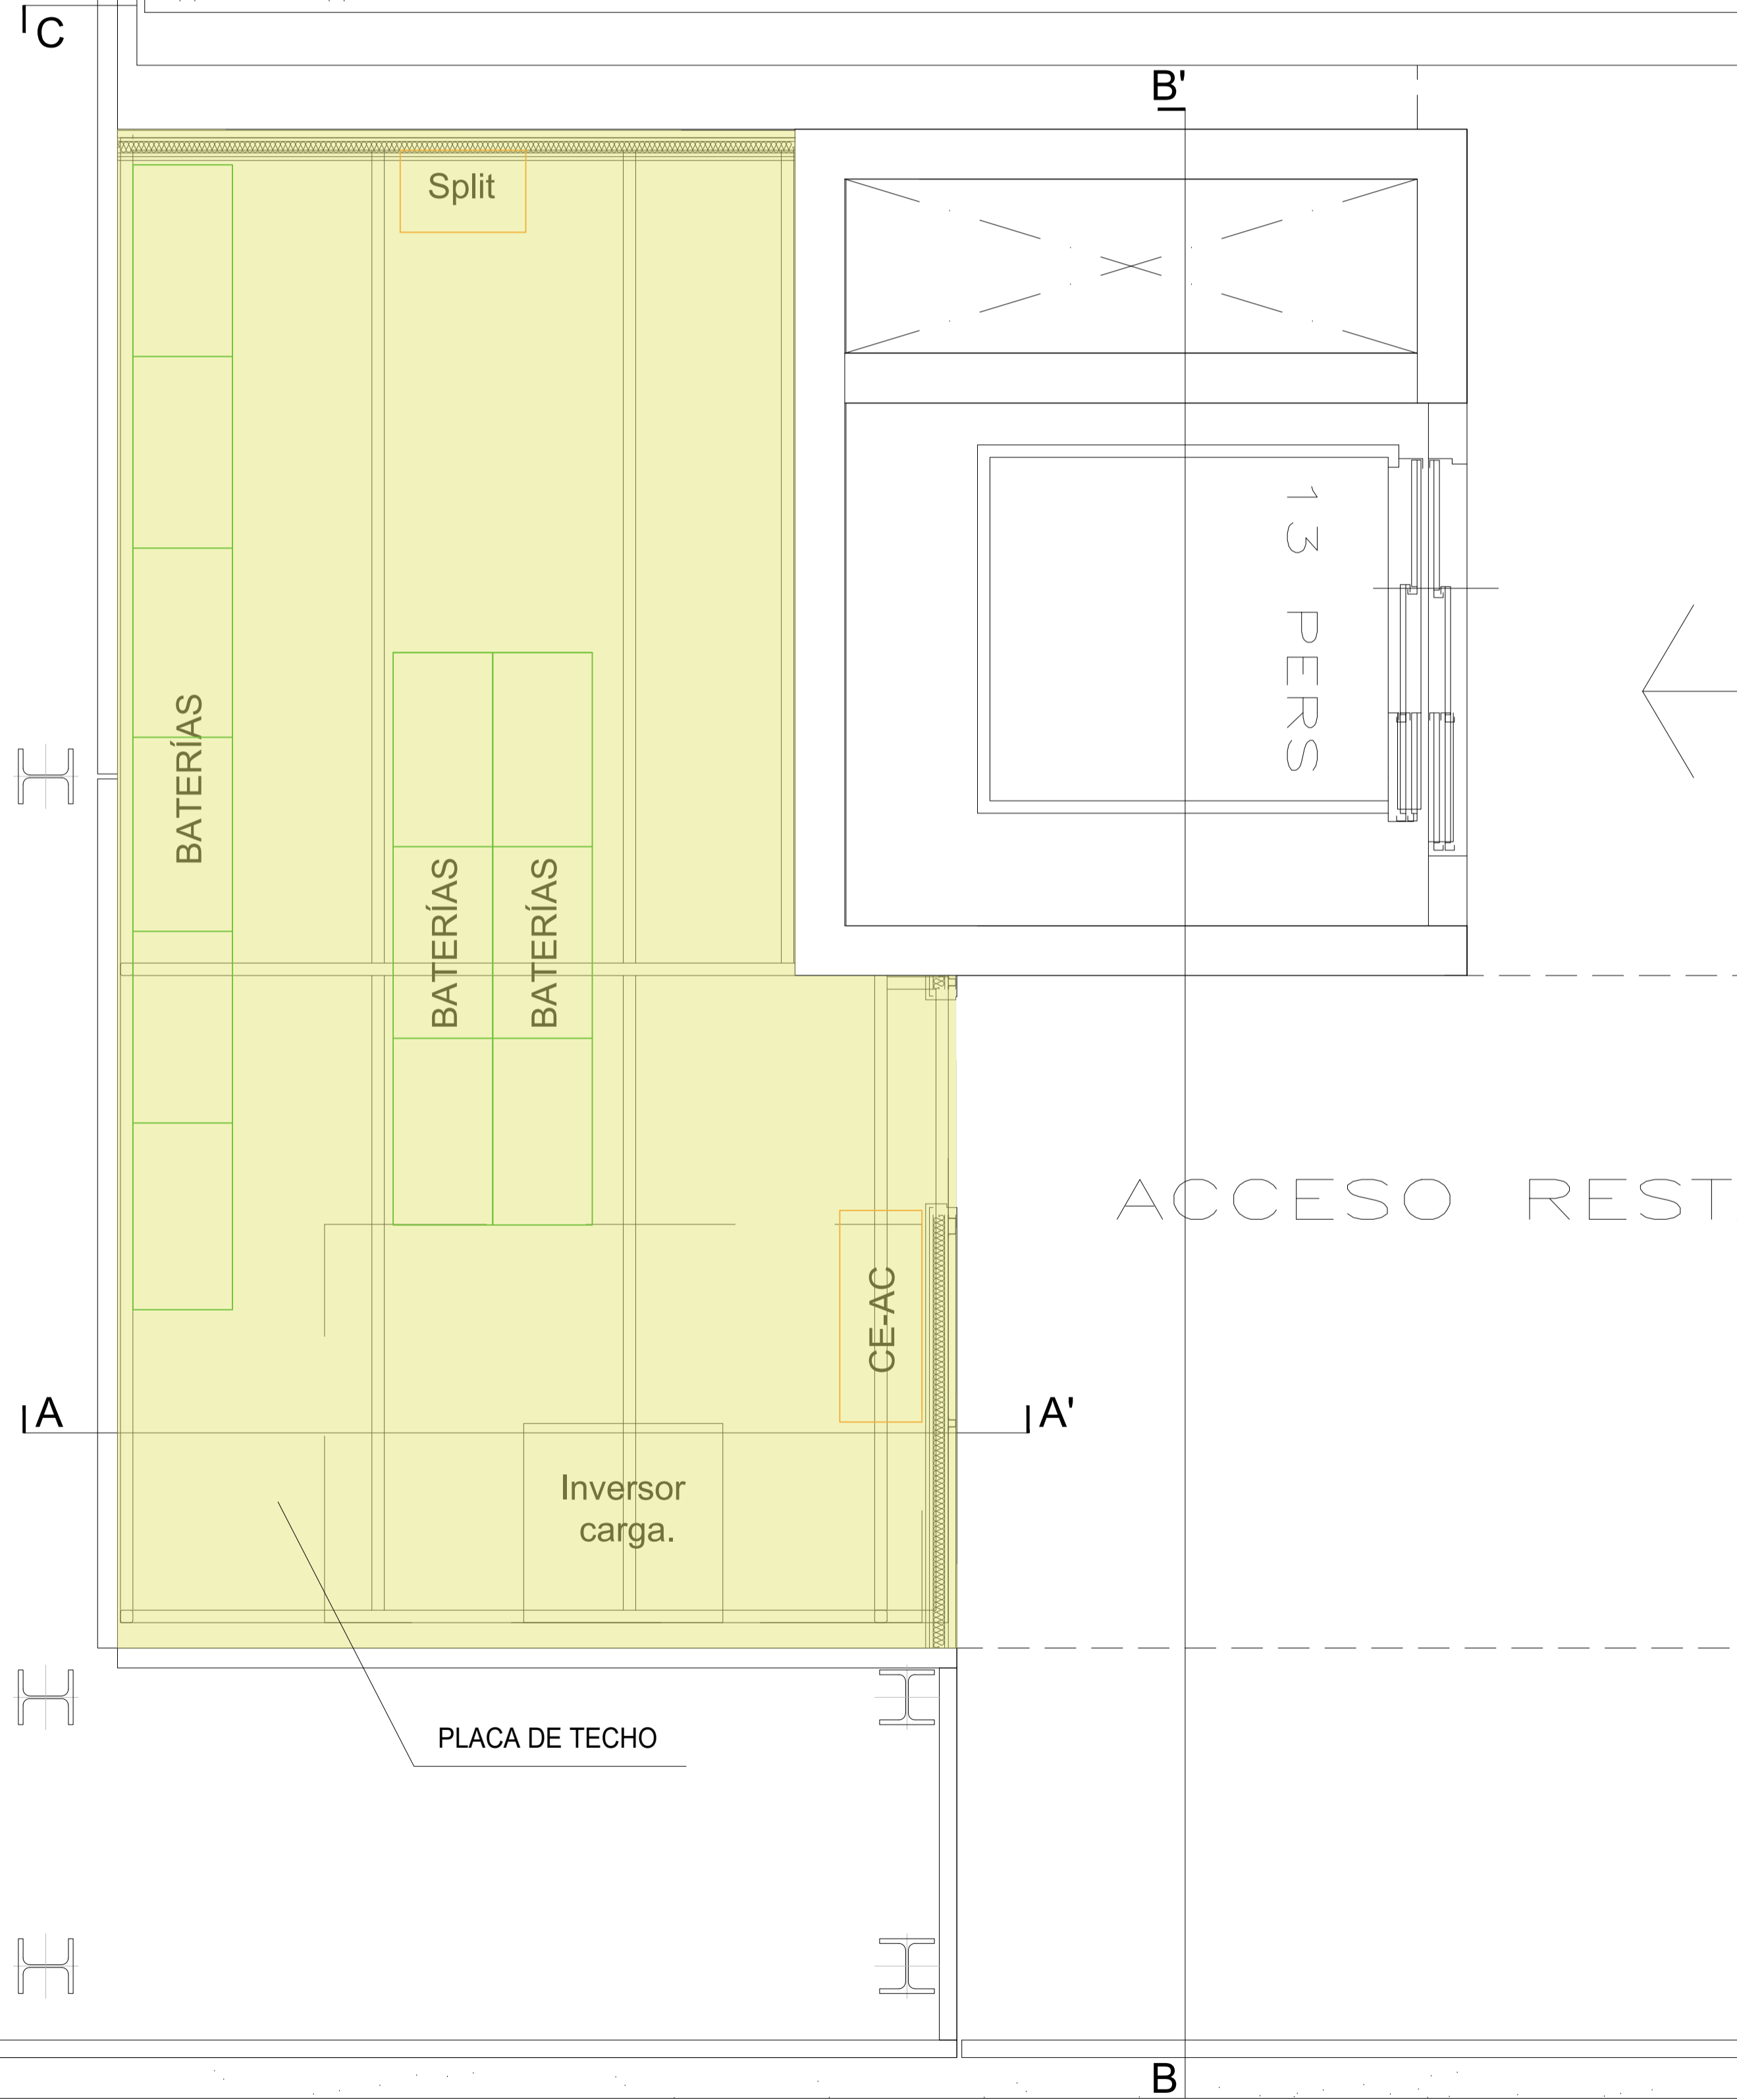 C
B'
Split
13 PERS
BATERÍAS
BATERÍAS
BATERÍAS
ACCESO REST
CE-AC
A
A'
Inversor
carga.
PLACA DE TECHO
B